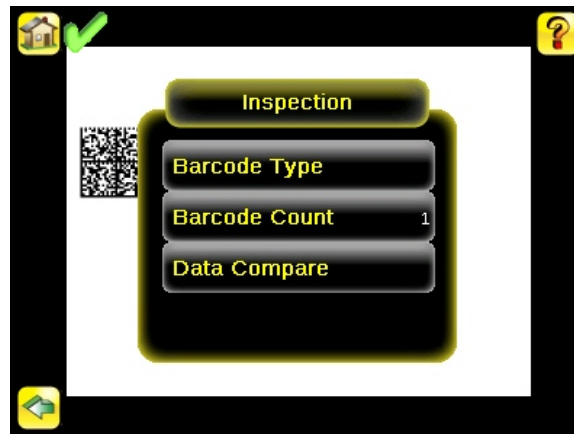 Inspection
Barcode Type
Barcode Count 1
Data Compare
?